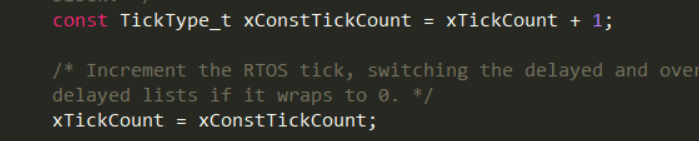 const TickType_t xConstTickCount = xTickCount + 1;
/* Increment the RTOS tick, switching the delayed and over
delayed lists if it wraps to 0. */
xTickCount = xConstTickCount;